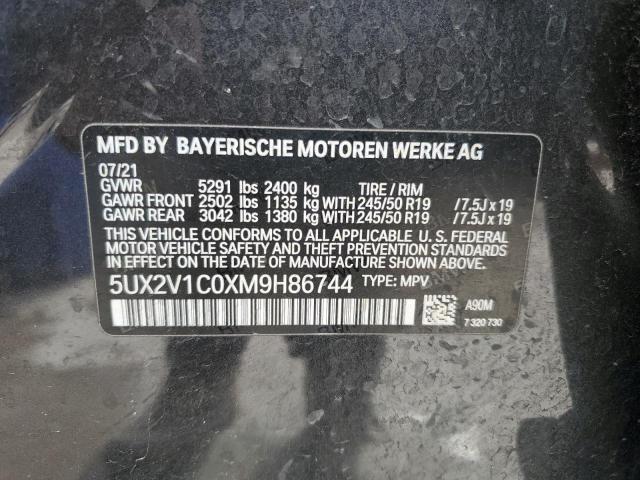 MFD BY BAYERISCHE MOTOREN WERKE AG
07/21
GVWR 5291 lbs 2400 kg TIRE / RIM
GAWR FRONT 2502 lbs 1135 kg WITH 245/50 R19 /7.5J x 19
GAWR REAR 3042 lbs 1380 kg WITH 245/50 R19 /7.5J x 19
THIS VEHICLE CONFORMS TO ALL APPLICABLE U. S. FEDERAL
MOTOR VEHICLE SAFETY AND THEFT PREVENTION STANDARDS
IN EFFECT ON THE DATE OF MANUFACTURE SHOWN ABOVE.
5UX2V1C0XM9H86744 TYPE: MPV
A90M
7 320 730